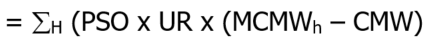 = ∑H (PSO x UR x (MCMWh – CMW)